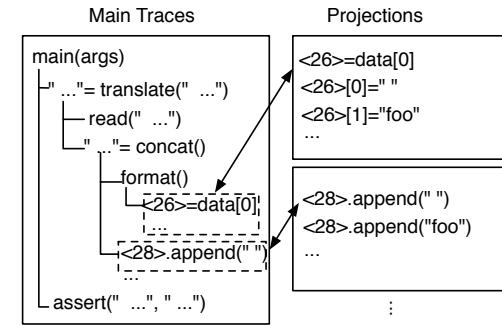 Main Traces
main(args)
" ..."= translate(" ...")
read(" ...")
" ..."= concat()
format()
<26>=data[0]
...
<28>.append(" ")
...
assert(" ...", " ...")
Projections
<26>=data[0]
<26>[0]=" "
<26>[1]="foo"
...
<28>.append(" ")
<28>.append("foo")
...
⋮